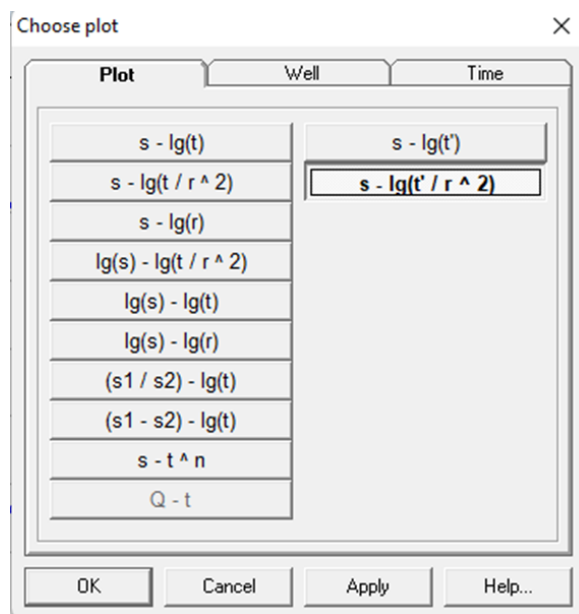 Choose plot
Plot Well Time
s - lg(t) s - lg(t')
s - lg(t / r ^ 2) s - lg(t' / r ^ 2)
s - lg(r)
lg(s) - lg(t / r ^ 2)
lg(s) - lg(t)
lg(s) - lg(r)
(s1 / s2) - lg(t)
(s1 - s2) - lg(t)
s - t ^ n
Q - t
OK Cancel Apply Help...